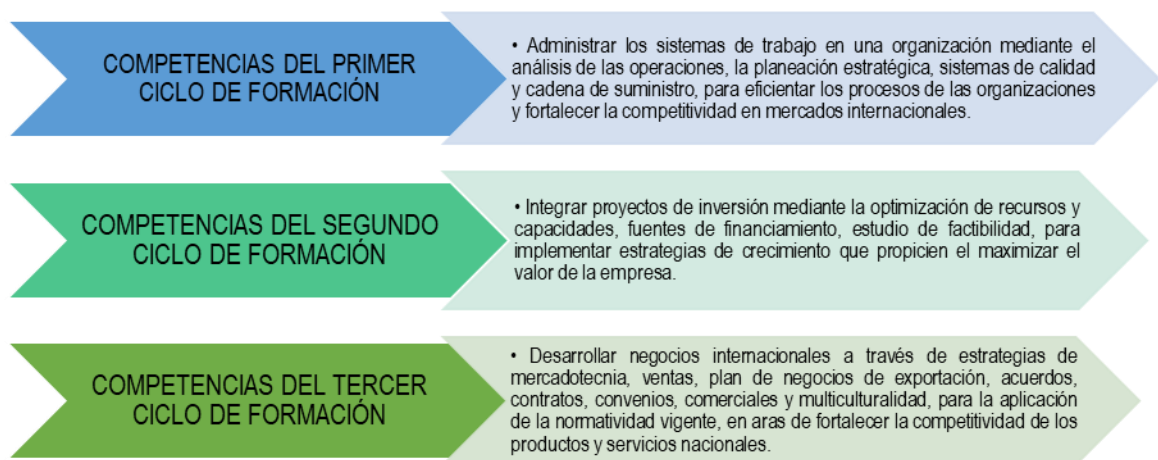 COMPETENCIAS DEL PRIMER
CICLO DE FORMACIÓN
• Administrar los sistemas de trabajo en una organización mediante el
análisis de las operaciones, la planeación estratégica, sistemas de calidad
y cadena de suministro, para eficientar los procesos de las organizaciones
y fortalecer la competitividad en mercados internacionales.
COMPETENCIAS DEL SEGUNDO
CICLO DE FORMACIÓN
• Integrar proyectos de inversión mediante la optimización de recursos y
capacidades, fuentes de financiamiento, estudio de factibilidad, para
implementar estrategias de crecimiento que propicien el maximizar el
valor de la empresa.
COMPETENCIAS DEL TERCER
CICLO DE FORMACIÓN
• Desarrollar negocios internacionales a través de estrategias de
mercadotecnia, ventas, plan de negocios de exportación, acuerdos,
contratos, convenios, comerciales y multiculturalidad, para la aplicación
de la normatividad vigente, en aras de fortalecer la competitividad de los
productos y servicios nacionales.